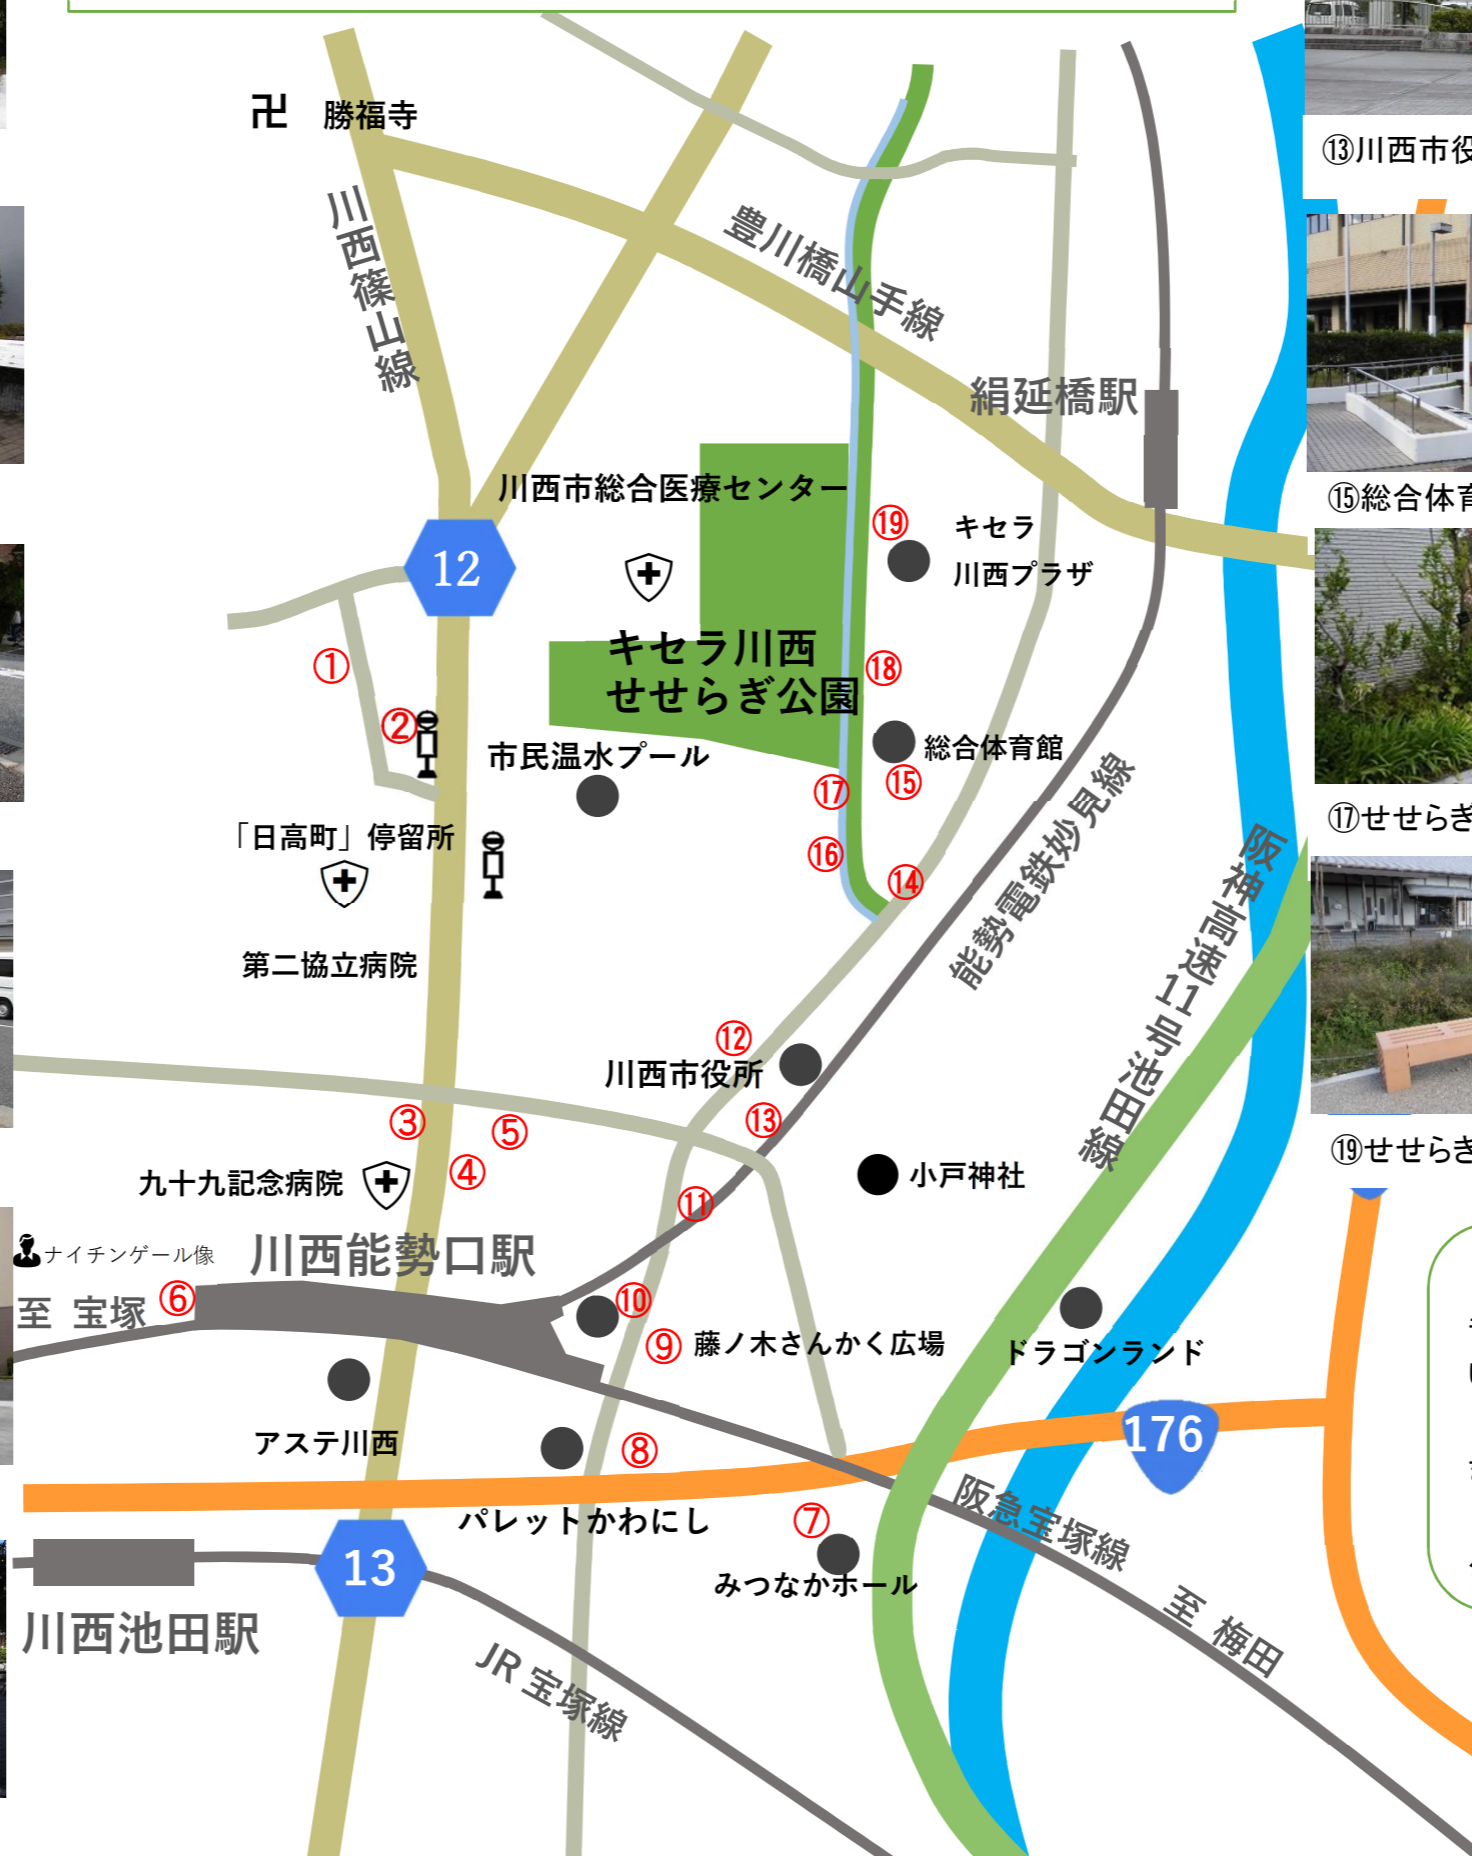 卍 勝福寺
⑬川西市役
川西篠山線
豊川橋山手線
絹延橋駅
川西市総合医療センター
⑮総合体育
⑲
キセラ
川西プラザ
12
キセラ川西
せせらぎ公園
①
⑱
②
市民温水プール
総合体育館
⑰
⑮
⑰せせらぎ
「日高町」停留所
⑯
⑭
能勢電鉄妙見線
阪神高速11号池田線
第二協立病院
⑫
川西市役所
③
⑤
⑬
④
九十九記念病院
小戸神社
⑲せせらぎ
⑪
ナイチンゲール像
川西能勢口駅
至 宝塚
⑥
⑩
⑨
藤ノ木さんかく広場
ドラゴンランド
アステ川西
⑧
176
パレットかわにし
⑦
阪急宝塚線
13
みつなかホール
川西池田駅
至 梅田
JR 宝塚線